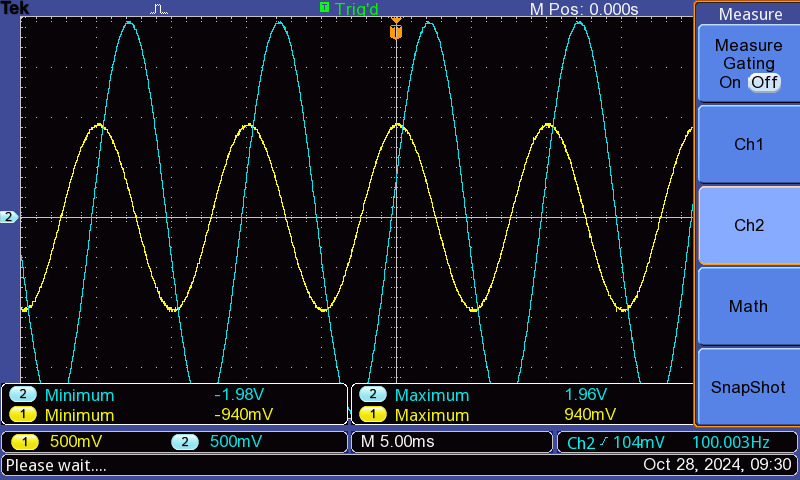 Tek
T Trig'd
M Pos: 0.000s
T
2
Measure
Measure
Gating
On Off
Ch1
Ch2
Math
SnapShot
2 Minimum -1.98V
1 Minimum -940mV
2 Maximum 1.96V
1 Maximum 940mV
1 500mV 2 500mV
M 5.00ms
Ch2 104mV 100.003Hz
Please wait....
Oct 28, 2024, 09:30